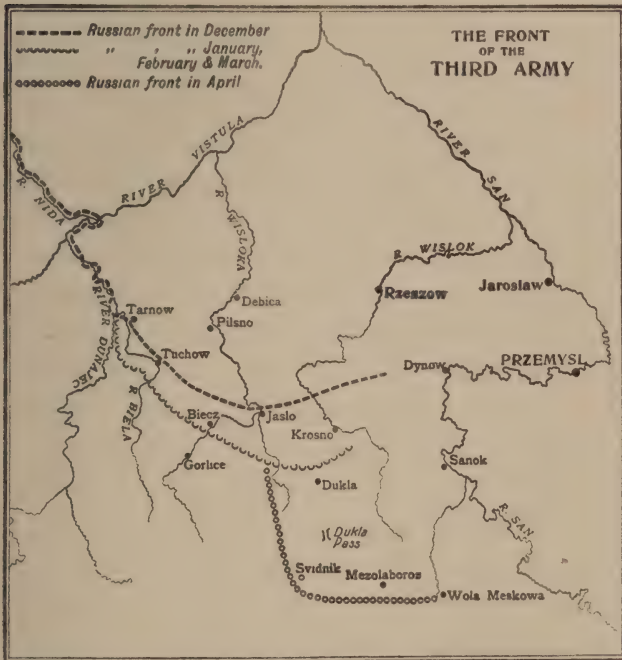 Russian front in December
" , ,, January,
February & March.
Russian front in April
THE FRONT
OF THE
THIRD ARMY
R. NIDA
RIVER VISTULA
RIVER SAN
R WISLOKA
R WISLOK
Debica
Rzeszow
Jaroslaw
Tarnow
Pilsno
RIVER DUNAJEC
Tuchow
Dynow
PRZEMYSL
R BIELA
Biecz
Jaslo
Krosno
Gorlice
Sanok
Dukla
R. SAN
Dukla
Pass
Svidnik
Mezolaboros
Wola Meskowa